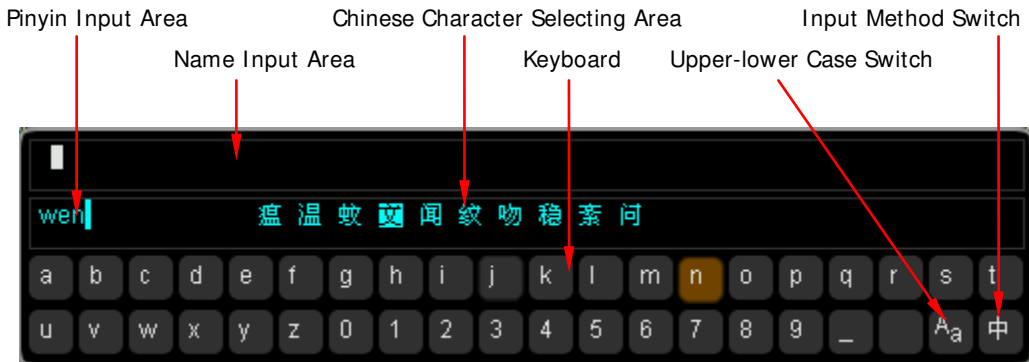 Pinyin Input Area Chinese Character Selecting Area Input Method Switch
Name Input Area Keyboard Upper-lower Case Switch
wen 瘟 温 蚊 文 闻 纹 吻 稳 紊 问
a b c d e f g h i j k l m n o p q r s t
u v w x y z 0 1 2 3 4 5 6 7 8 9 _ Aa 中